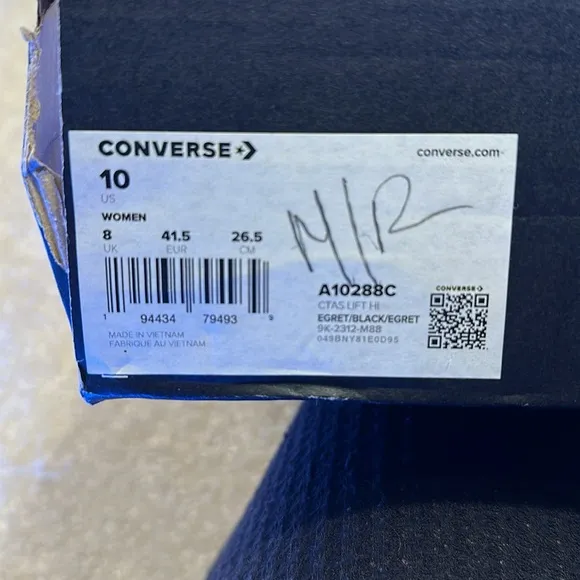 CONVERSE
converse.com
10
US
WOMEN
8 41.5 26.5
UK EUR CM
M/R
A10288C
CONVERSE
CTAS LIFT HI
EGRET/BLACK/EGRET
9K-2312-M88
049BNY81E0D95
1 94434 79493 9
MADE IN VIETNAM
FABRIQUE AU VIETNAM